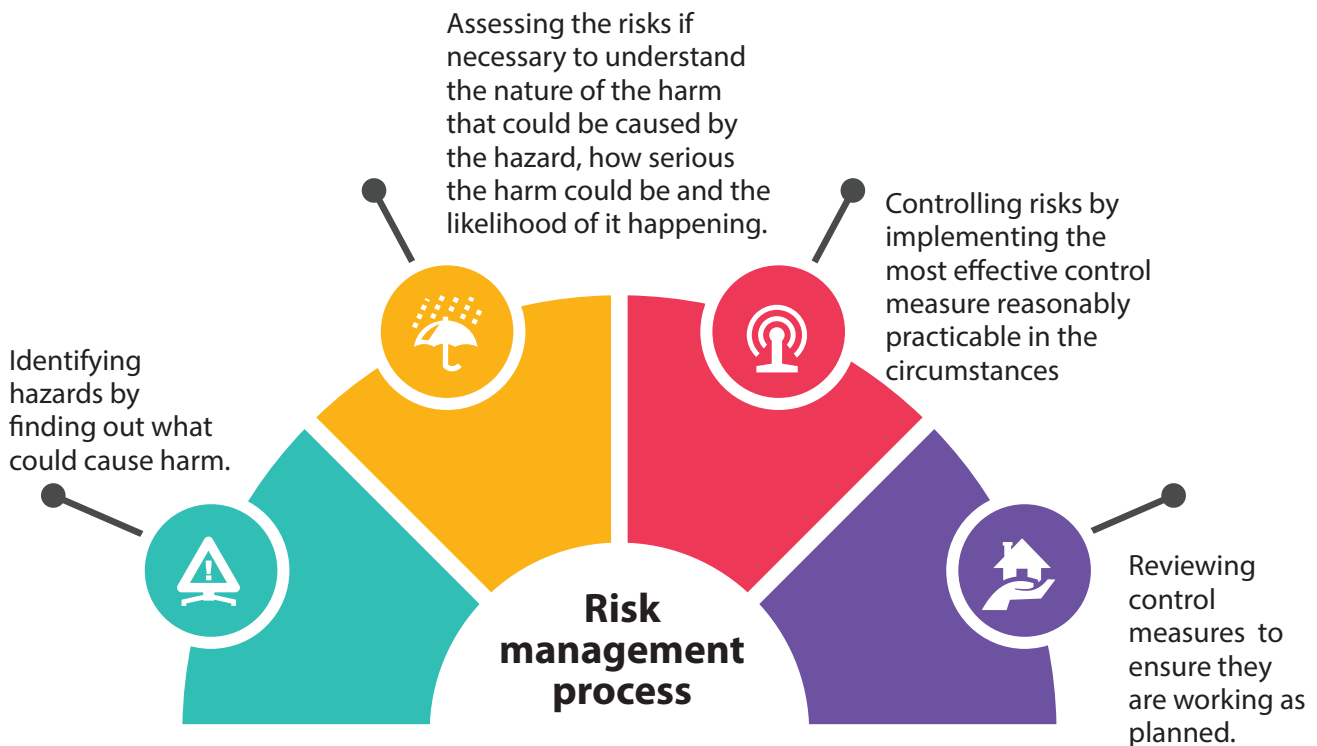 Assessing the risks if
necessary to understand
the nature of the harm
that could be caused by
the hazard, how serious
the harm could be and the
likelihood of it happening.
Controlling risks by
implementing the
most effective control
measure reasonably
practicable in the
circumstances
Identifying
hazards by
finding out what
could cause harm.
!
Risk
management
process
Reviewing
control
measures to
ensure they
are working as
planned.